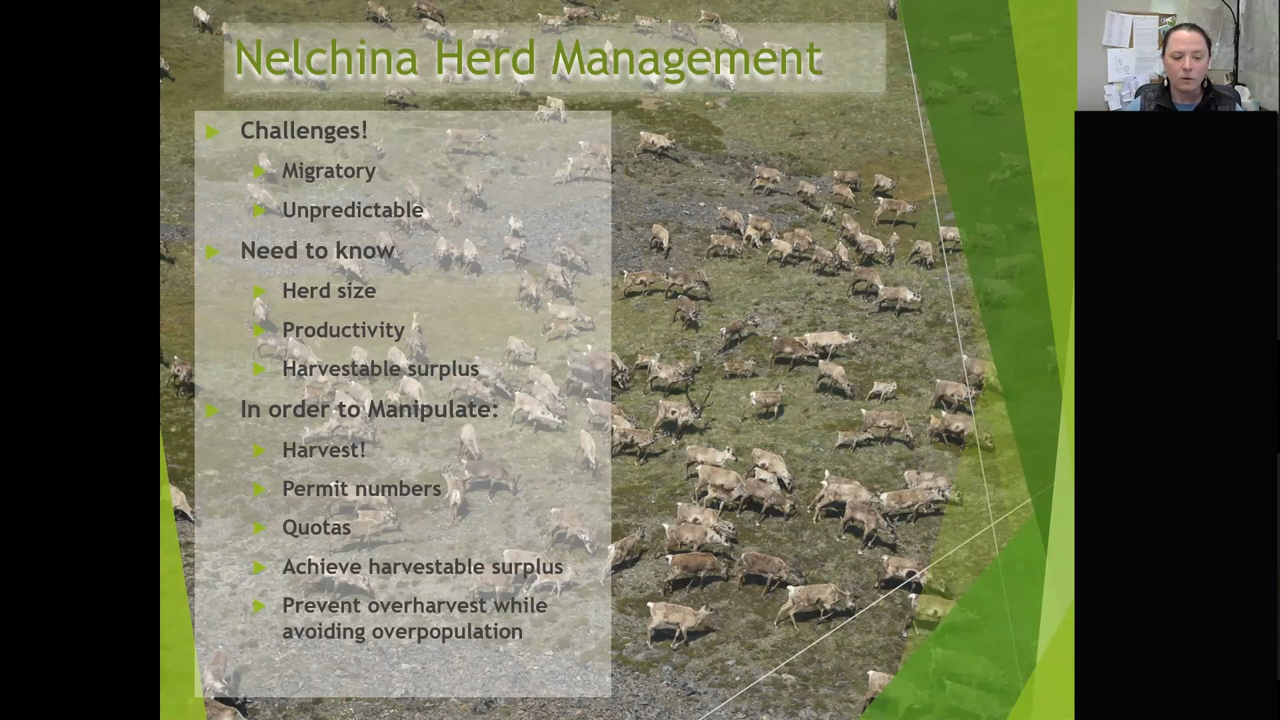 Nelchina Herd Management
Challenges!
Migratory
Unpredictable
Need to know
Herd size
Productivity
Harvestable surplus
In order to Manipulate:
Harvest!
Permit numbers
Quotas
Achieve harvestable surplus
Prevent overharvest while
avoiding overpopulation